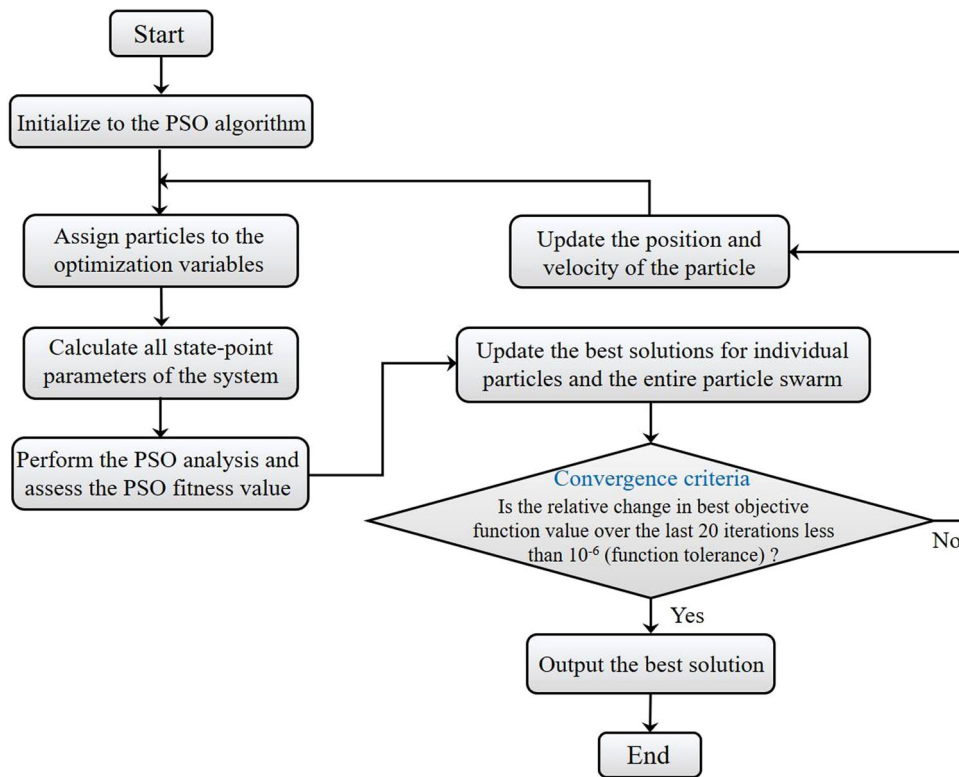 Start
Initialize to the PSO algorithm
Assign particles to the
optimization variables
Calculate all state-point
parameters of the system
Perform the PSO analysis and
assess the PSO fitness value
Update the position and
velocity of the particle
Update the best solutions for individual
particles and the entire particle swarm
Convergence criteria
Is the relative change in best objective
function value over the last 20 iterations less
than 10⁻⁶ (function tolerance) ?
No
Yes
Output the best solution
End